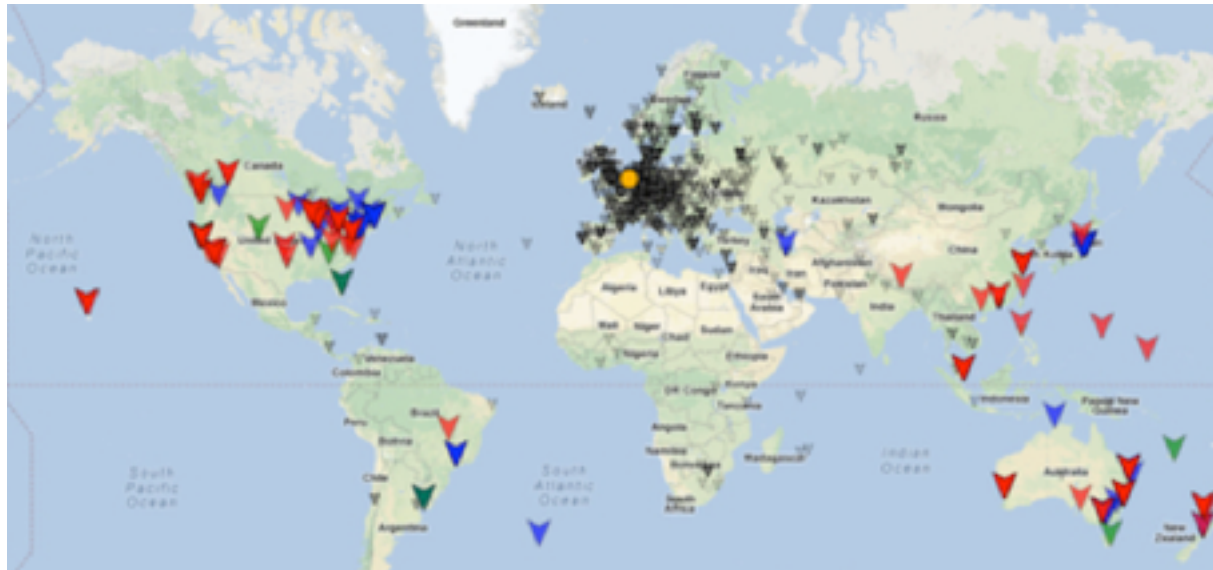 Greenland
Iceland
Finland
Sweden
Russia
Canada
Kazakhstan
Mongolia
North
Pacific
Ocean
United
North
Atlantic
Ocean
Turkey
China
Iraq
Iran
Afghanistan
Pakistan
Algeria
Libya
Egypt
Saudi
Arabia
India
Mexico
Mali
Niger
Chad
Sudan
Thailand
Nigeria
Ethiopia
Venezuela
Colombia
DR Congo
Kenya
Tanzania
Indonesia
Papua New
Guinea
Brazil
Peru
Angola
Bolivia
Namibia
Botswana
Madagascar
Indian
Ocean
Australia
Chile
South
Pacific
Ocean
South
Atlantic
Ocean
South
Africa
Argentina
New
Zealand